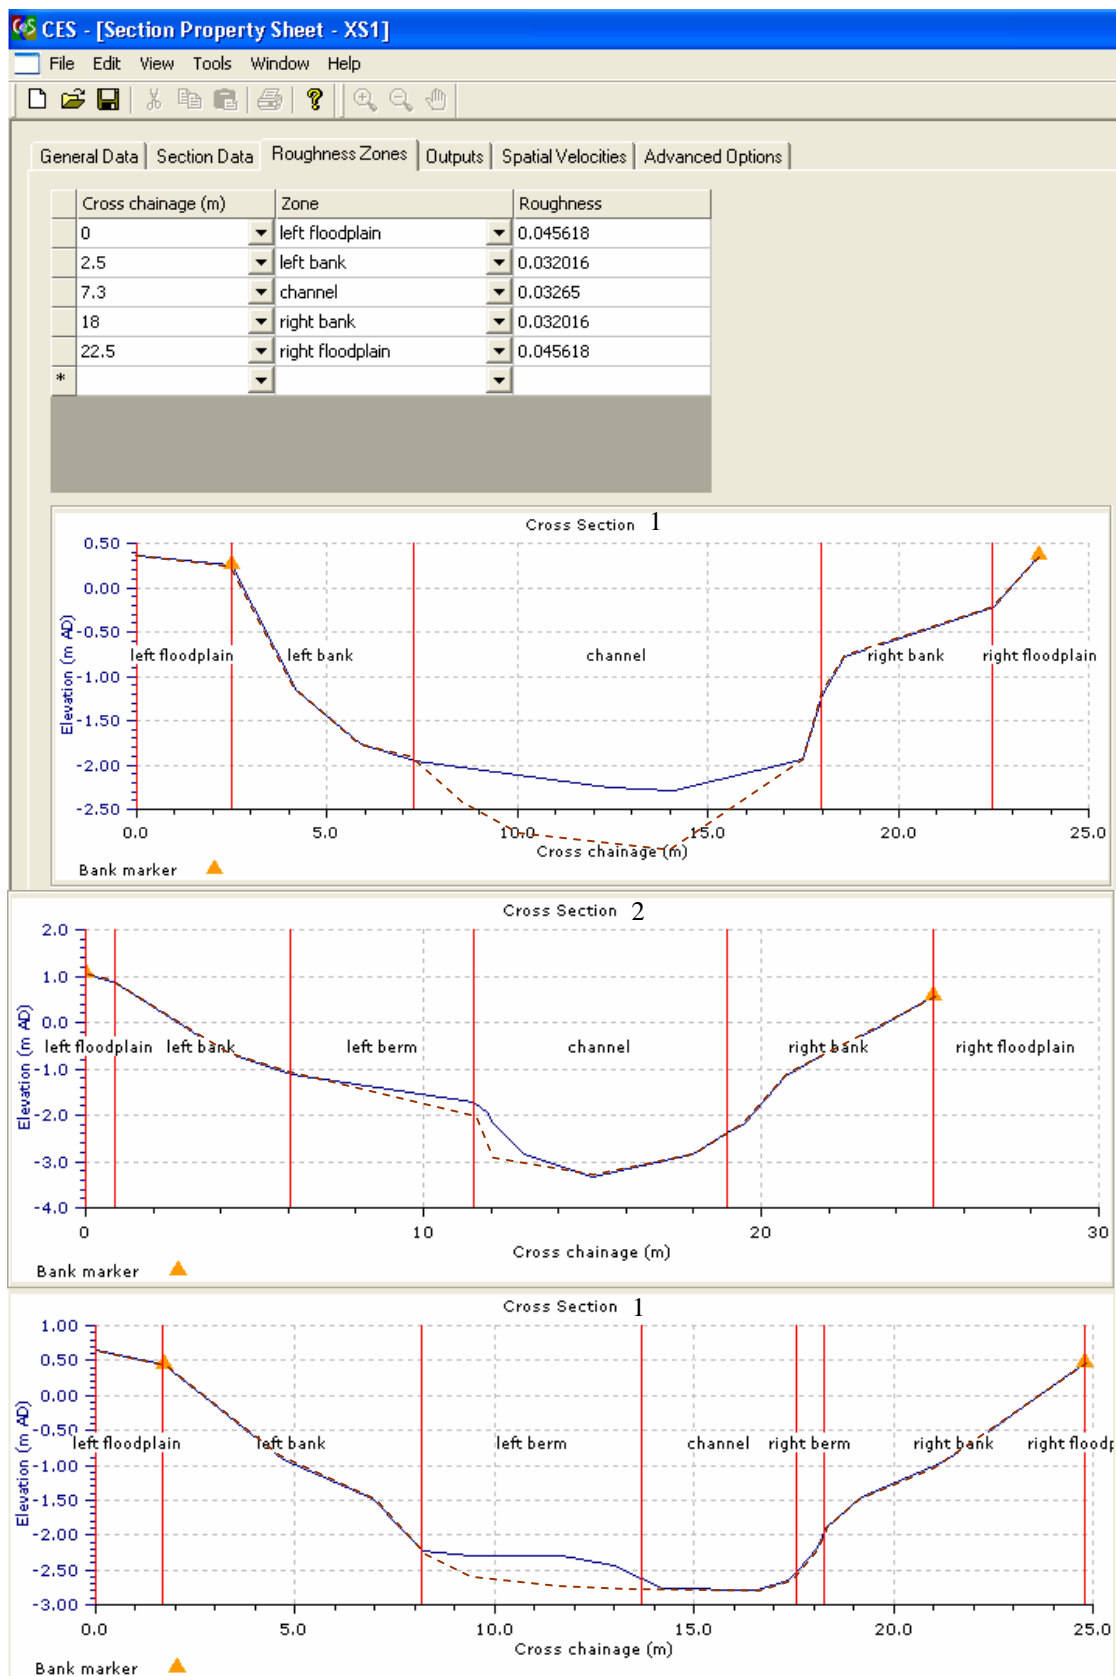 CES - [Section Property Sheet - XS1]
File Edit View Tools Window Help
General Data Section Data Roughness Zones Outputs Spatial Velocities Advanced Options
Cross chainage (m) Zone Roughness
0 left floodplain 0.045618
2.5 left bank 0.032016
7.3 channel 0.03265
18 right bank 0.032016
22.5 right floodplain 0.045618
*
Cross Section 1
0.50
0.00
-0.50
left floodplain left bank channel right bank right floodplain
-1.00
-1.50
-2.00
-2.50
Elevation (m AD)
0.0 5.0 10.0 15.0 20.0 25.0
Cross chainage (m)
Bank marker
Cross Section 2
2.0
1.0
0.0
left floodplain left bank left berm channel right bank right floodplain
-1.0
-2.0
-3.0
-4.0
Elevation (m AD)
0 10 20 30
Cross chainage (m)
Bank marker
Cross Section 1
1.00
0.50
0.00
-0.50
left floodplain left bank left berm channel right berm right bank right floodp
-1.00
-1.50
-2.00
-2.50
-3.00
Elevation (m AD)
0.0 5.0 10.0 15.0 20.0 25.0
Cross chainage (m)
Bank marker